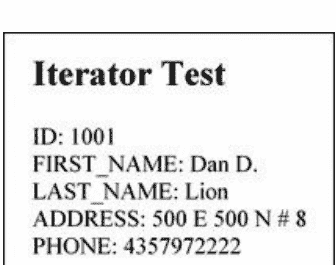 Iterator Test
ID: 1001
FIRST_NAME: Dan D.
LAST_NAME: Lion
ADDRESS: 500 E 500 N # 8
PHONE: 4357972222